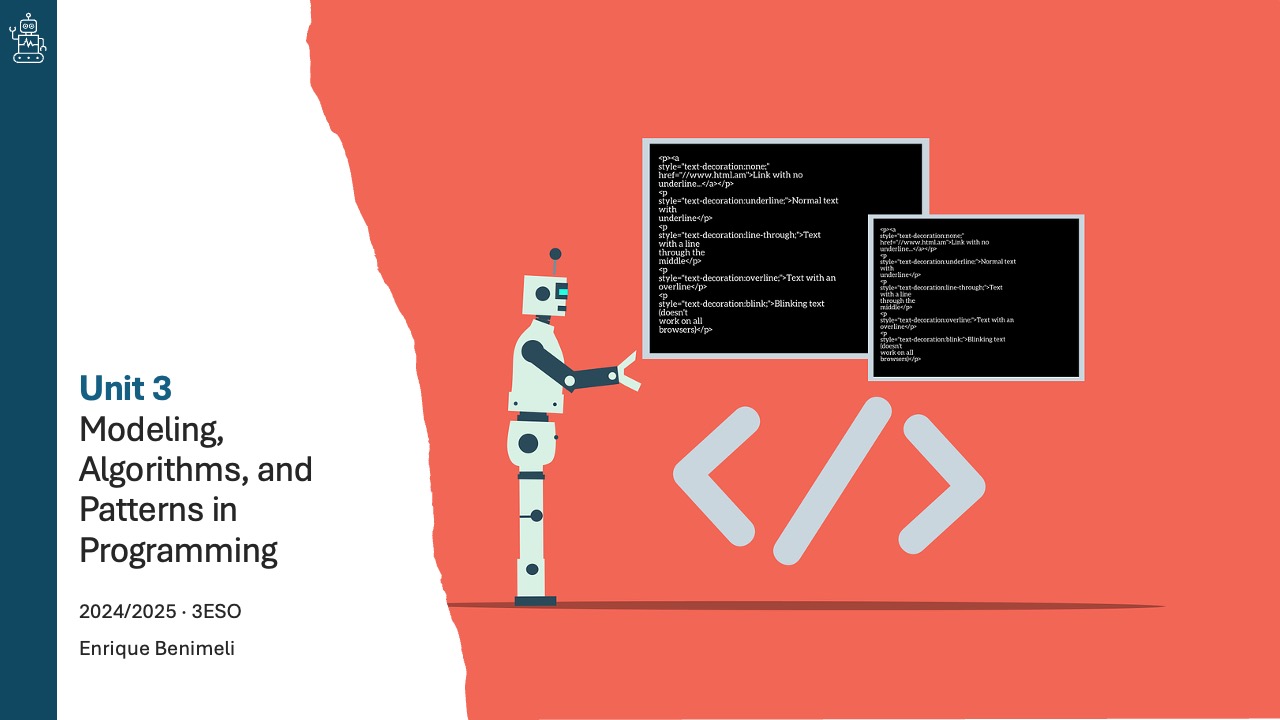 Unit 3
Modeling,
Algorithms, and
Patterns in
Programming
2024/2025 · 3ESO
Enrique Benimeli
<p><a
style="text-decoration:none;"
href="//www.html.am">Link with no
underline...</a></p>
<p
style="text-decoration:underline;">Normal text
with
underline</p>
<p
style="text-decoration:line-through;">Text
with a line
through the
middle</p>
<p
style="text-decoration:overline;">Text with an
overline</p>
<p
style="text-decoration:blink;">Blinking text
(doesn't
work on all
browsers)</p>
<p><a
style="text-decoration:none;"
href="//www.html.am">Link with no
underline...</a></p>
<p
style="text-decoration:underline;">Normal text
with
underline</p>
<p
style="text-decoration:line-through;">Text
with a line
through the
middle</p>
<p
style="text-decoration:overline;">Text with an
overline</p>
<p
style="text-decoration:blink;">Blinking text
(doesn't
work on all
browsers)</p>
</>